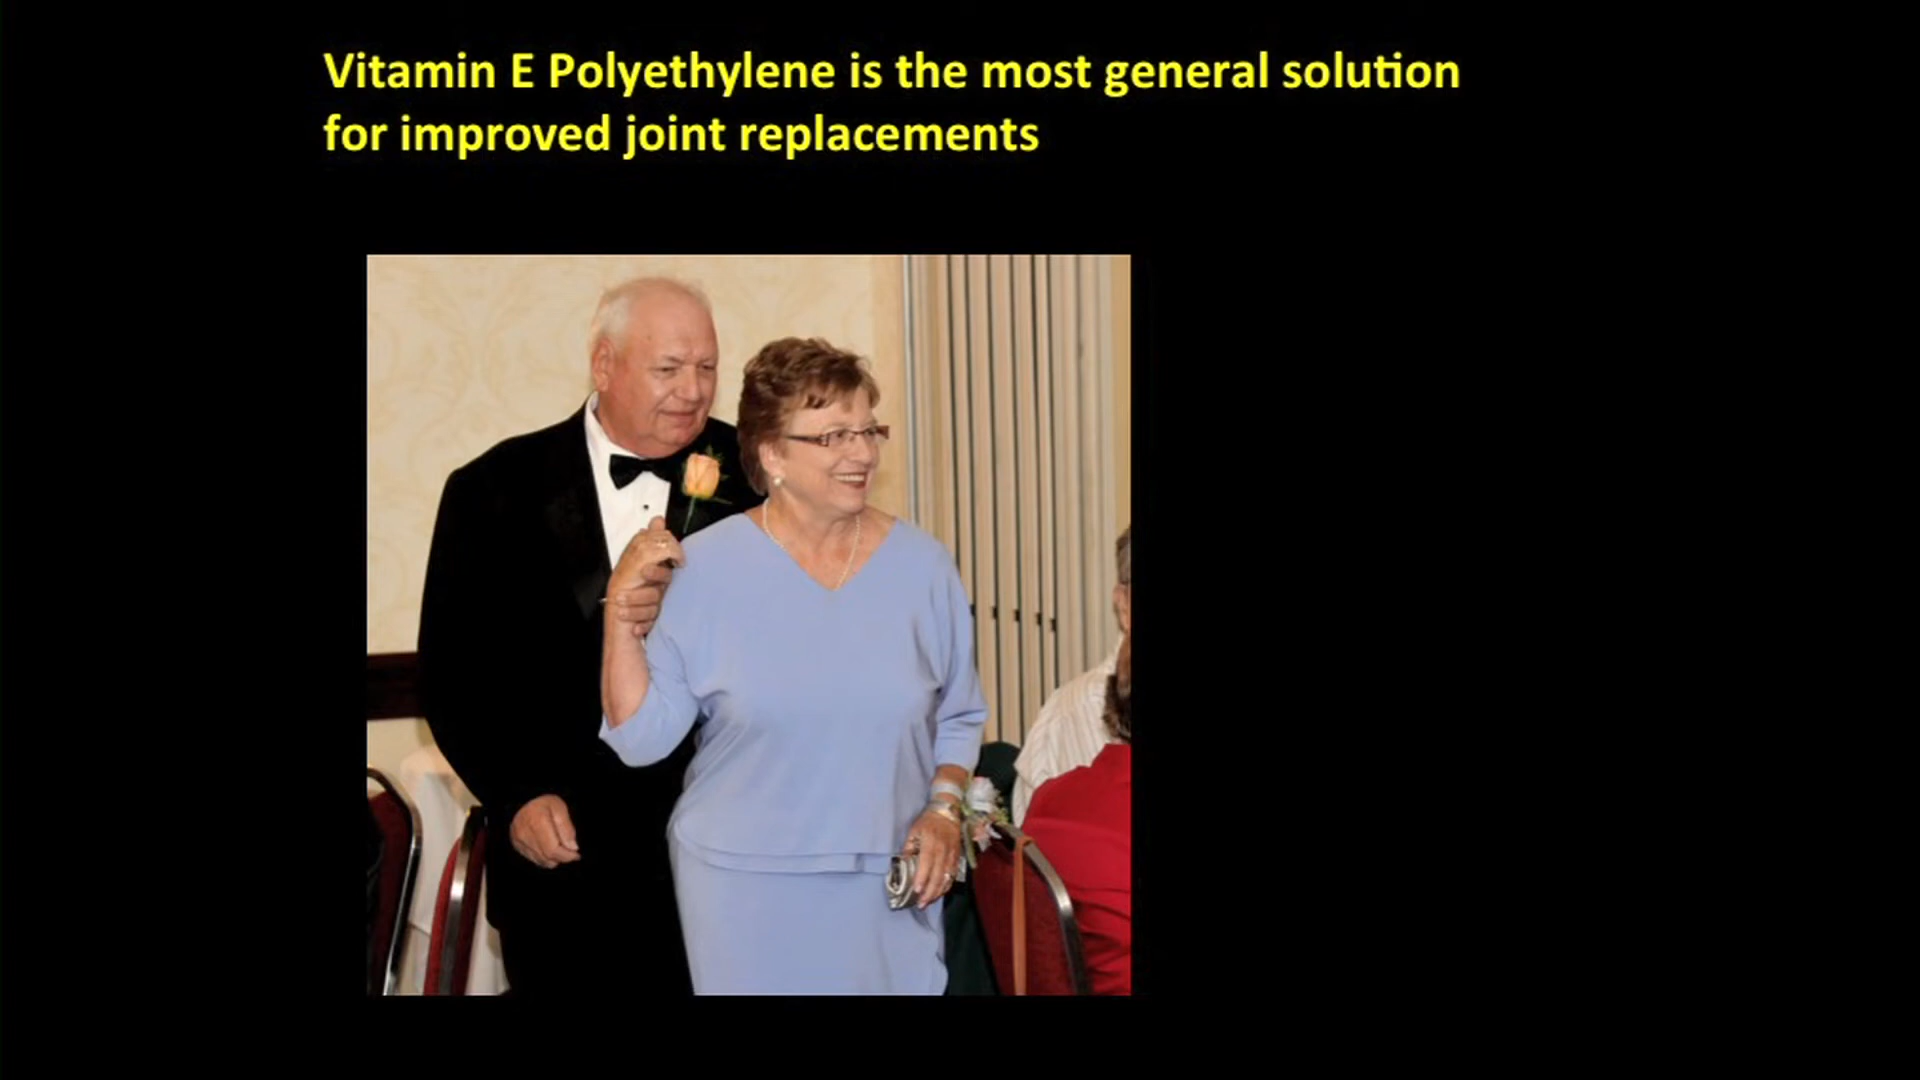 Vitamin E Polyethylene is the most general solution
for improved joint replacements